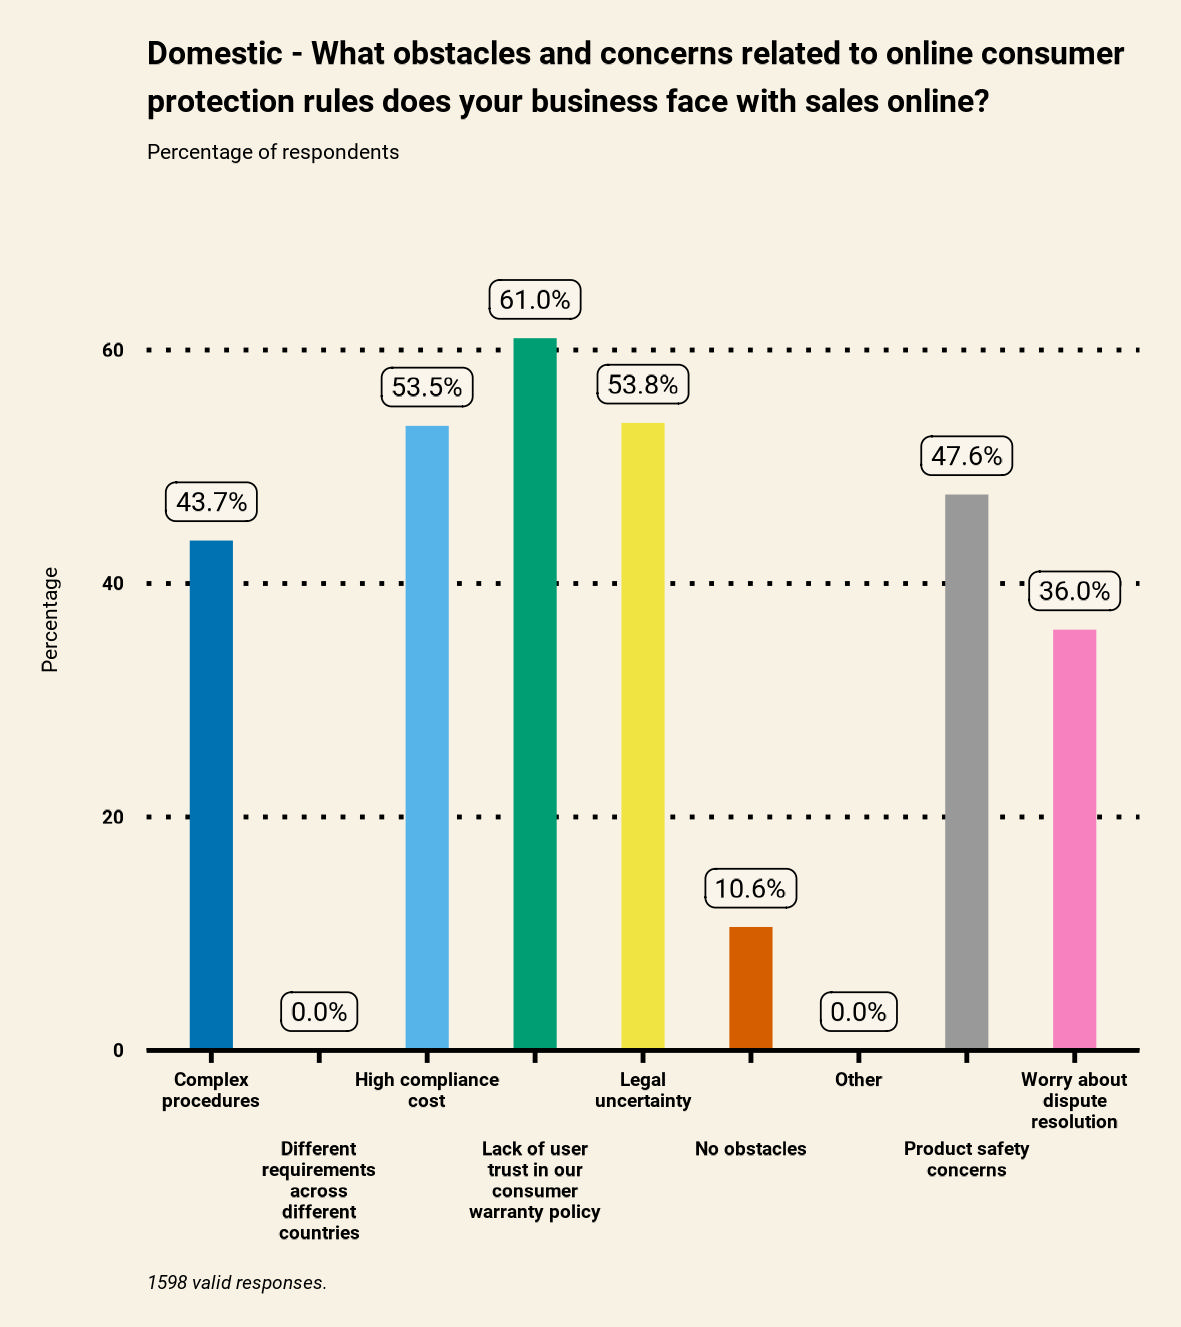 Domestic - What obstacles and concerns related to online consumer
protection rules does your business face with sales online?
Percentage of respondents
61.0%
60
53.5%
53.8%
47.6%
43.7%
40
36.0%
Percentage
20
10.6%
0.0%
0.0%
0
Complex
procedures
High compliance
cost
Legal
uncertainty
Other
Worry about
dispute
resolution
Different
requirements
across
different
countries
Lack of user
trust in our
consumer
warranty policy
No obstacles
Product safety
concerns
1598 valid responses.